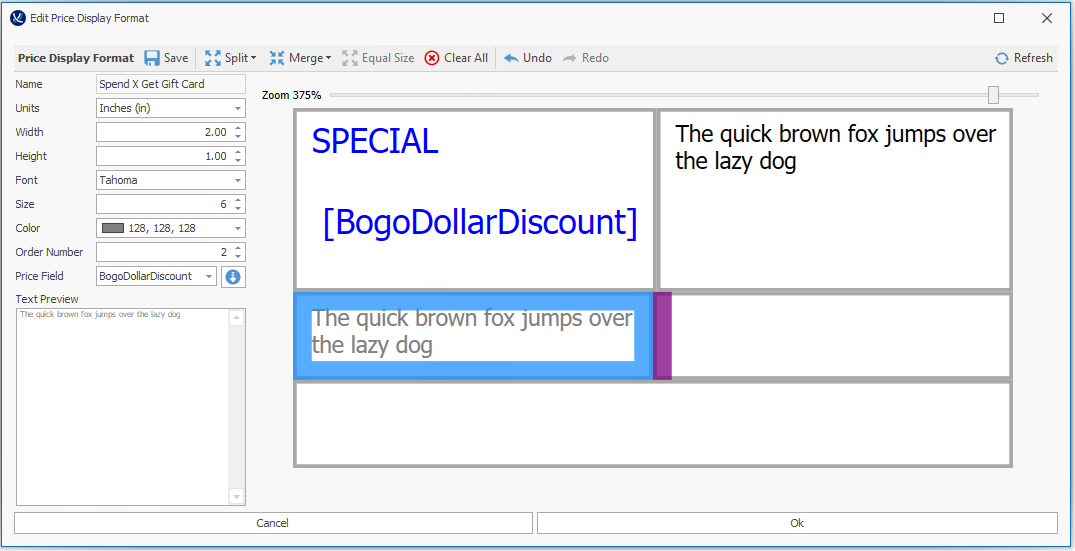 Edit Price Display Format
Price Display Format Save Split Merge Equal Size Clear All Undo Redo Refresh
Name Spend X Get Gift Card
Units Inches (in)
Width 2.00
Height 1.00
Font Tahoma
Size 6
Color 128, 128, 128
Order Number 2
Price Field BogoDollarDiscount
Text Preview
The quick brown fox jumps over the lazy dog
Zoom 375%
SPECIAL
[BogoDollarDiscount]
The quick brown fox jumps over
the lazy dog
The quick brown fox jumps over
the lazy dog
Cancel Ok